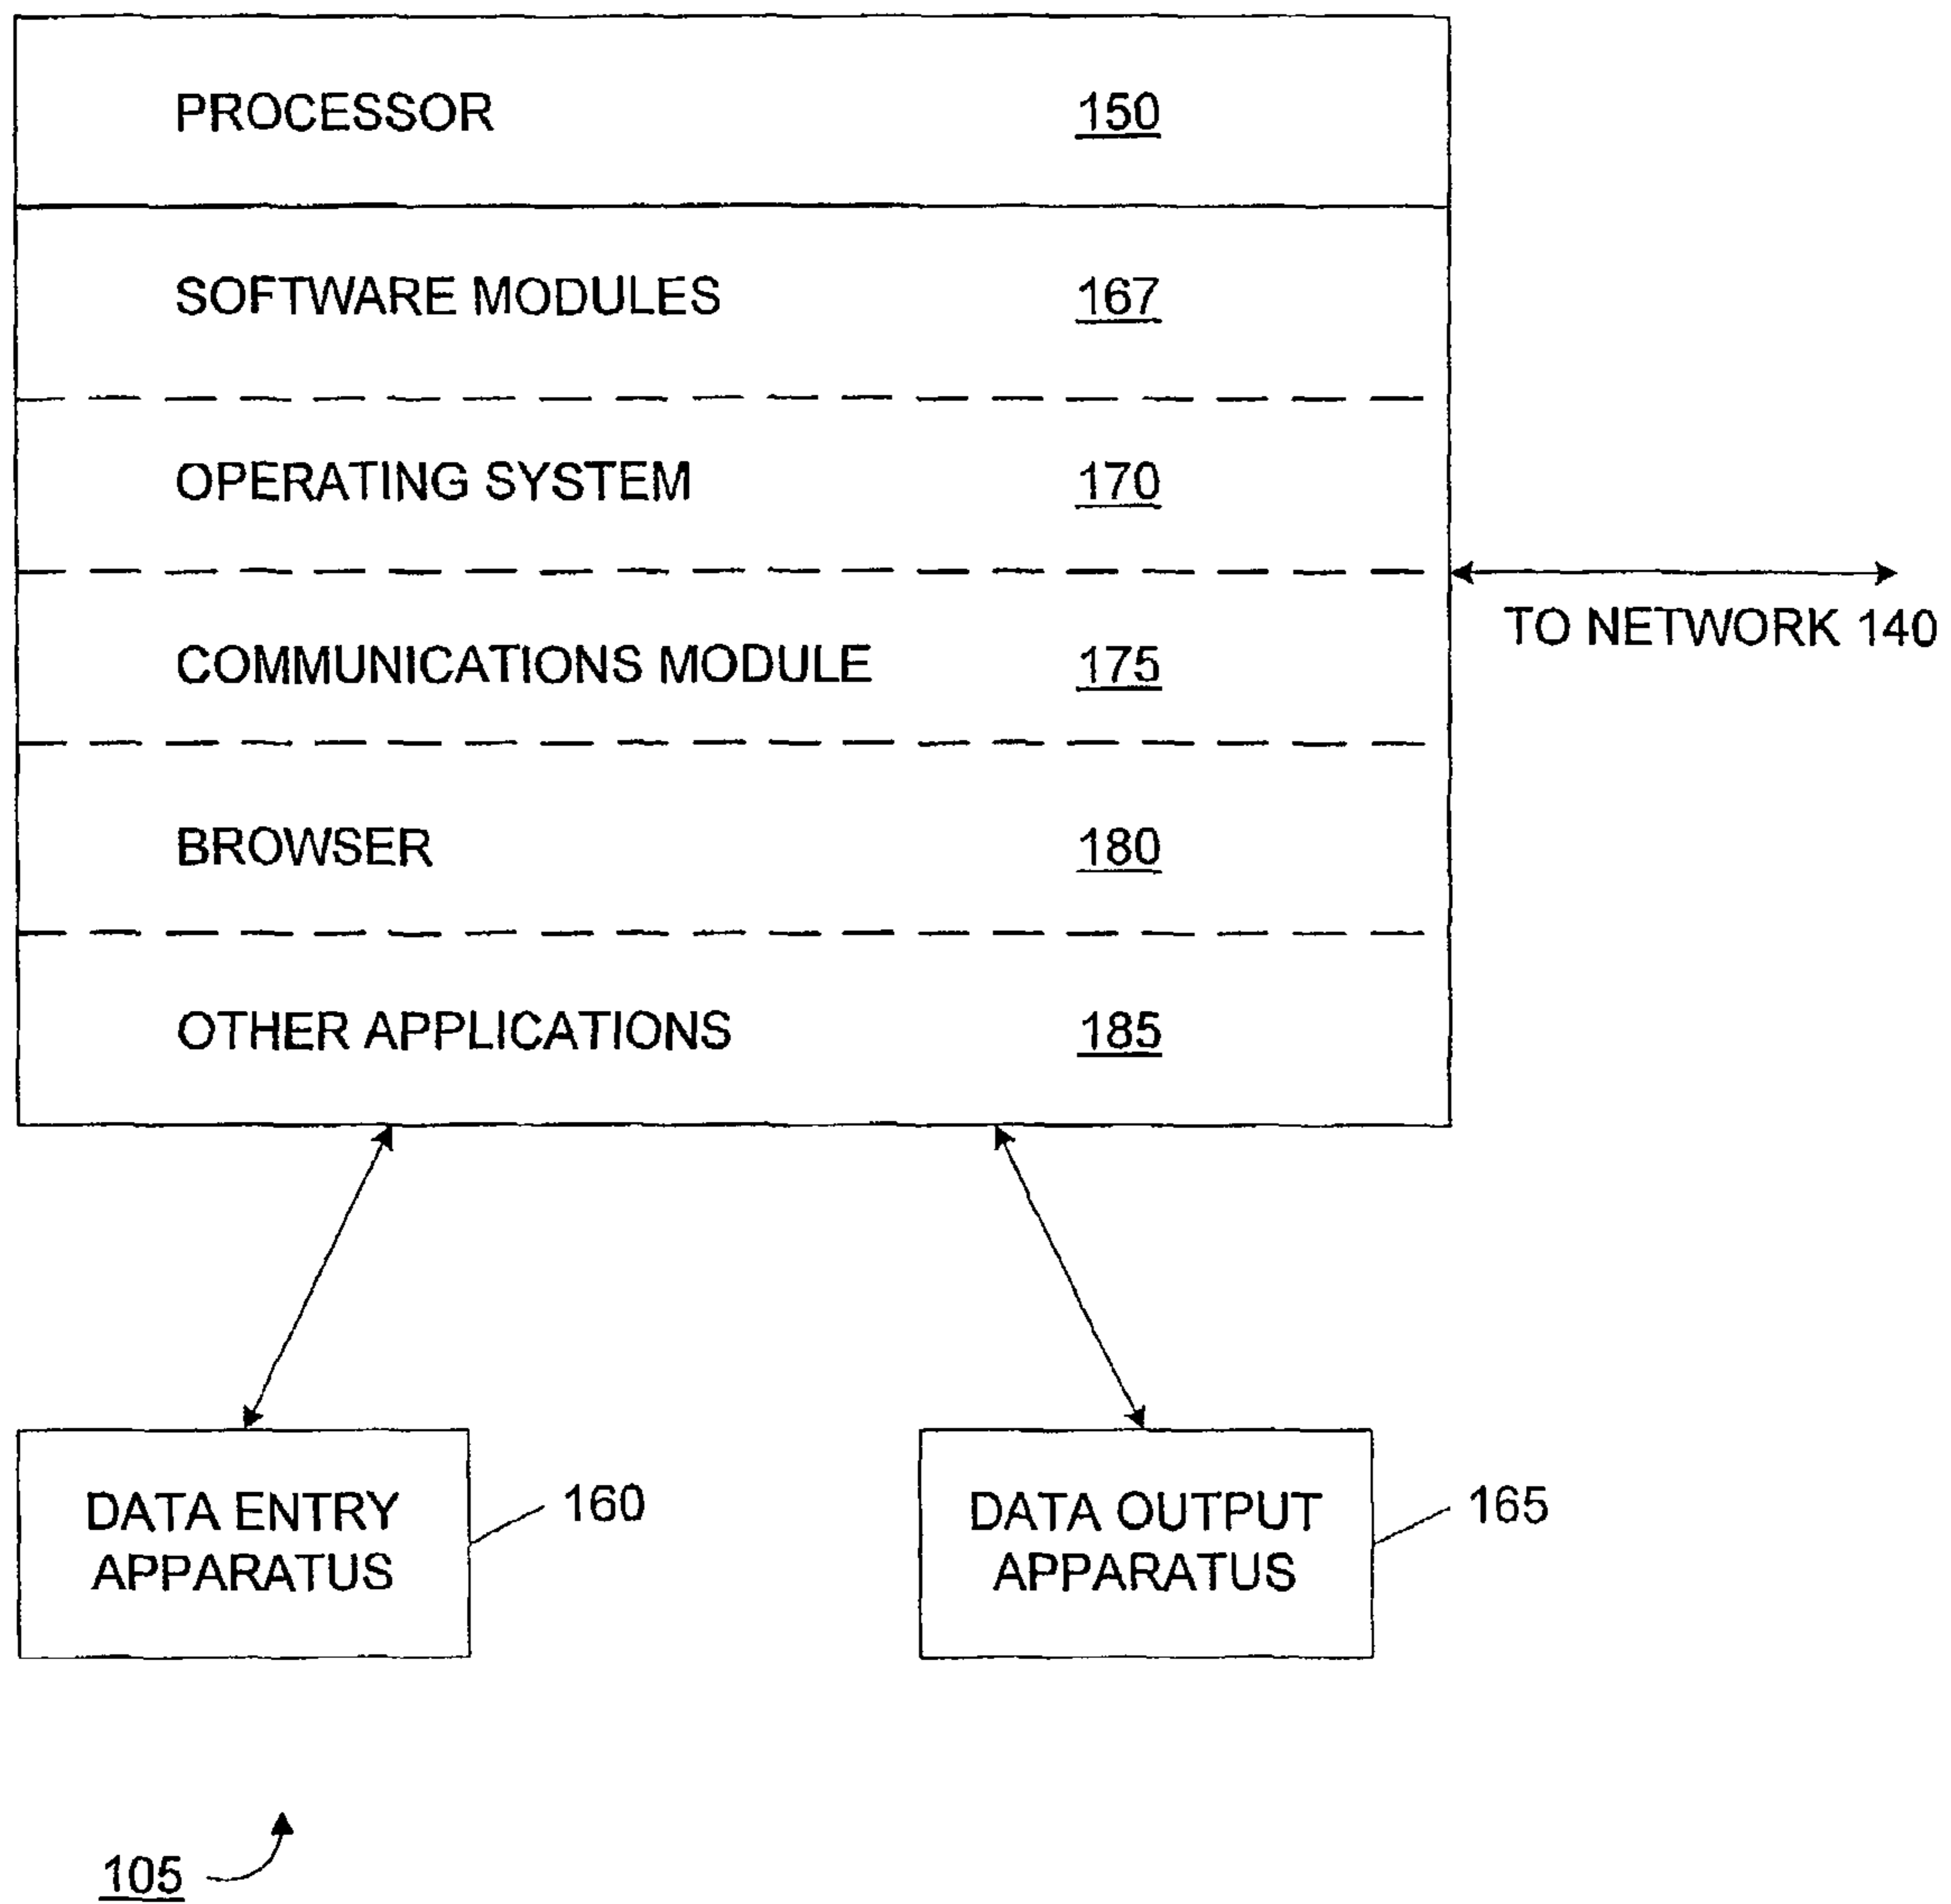 PROCESSOR 150
SOFTWARE MODULES 167
OPERATING SYSTEM 170
TO NETWORK 140
COMMUNICATIONS MODULE 175
BROWSER 180
OTHER APPLICATIONS 185
DATA ENTRY
APPARATUS
160
DATA OUTPUT
APPARATUS
165
105